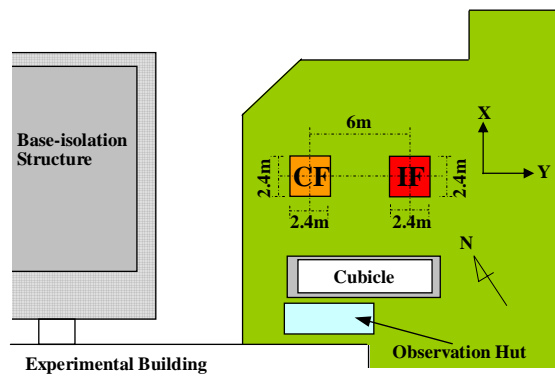 X
6m
Base-isolation
Structure
2.4m
CF
IF
2.4m
Y
2.4m
2.4m
N
Cubicle
Observation Hut
Experimental Building